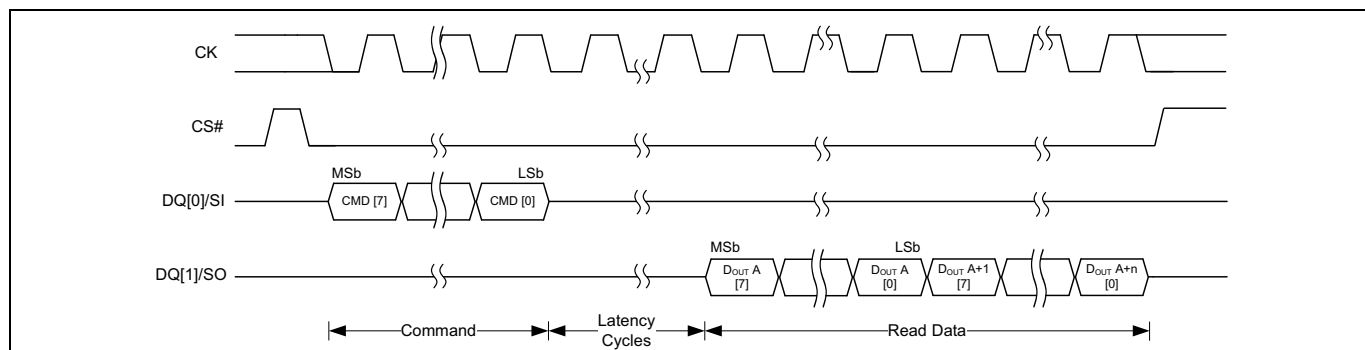 CK
CS#
MSb LSb
DQ[0]/SI CMD [7] CMD [0]
MSb LSb
DQ[1]/SO DOUT A [7] DOUT A [0] DOUT A+1 [7] DOUT A+n [0]
Command Latency Cycles Read Data